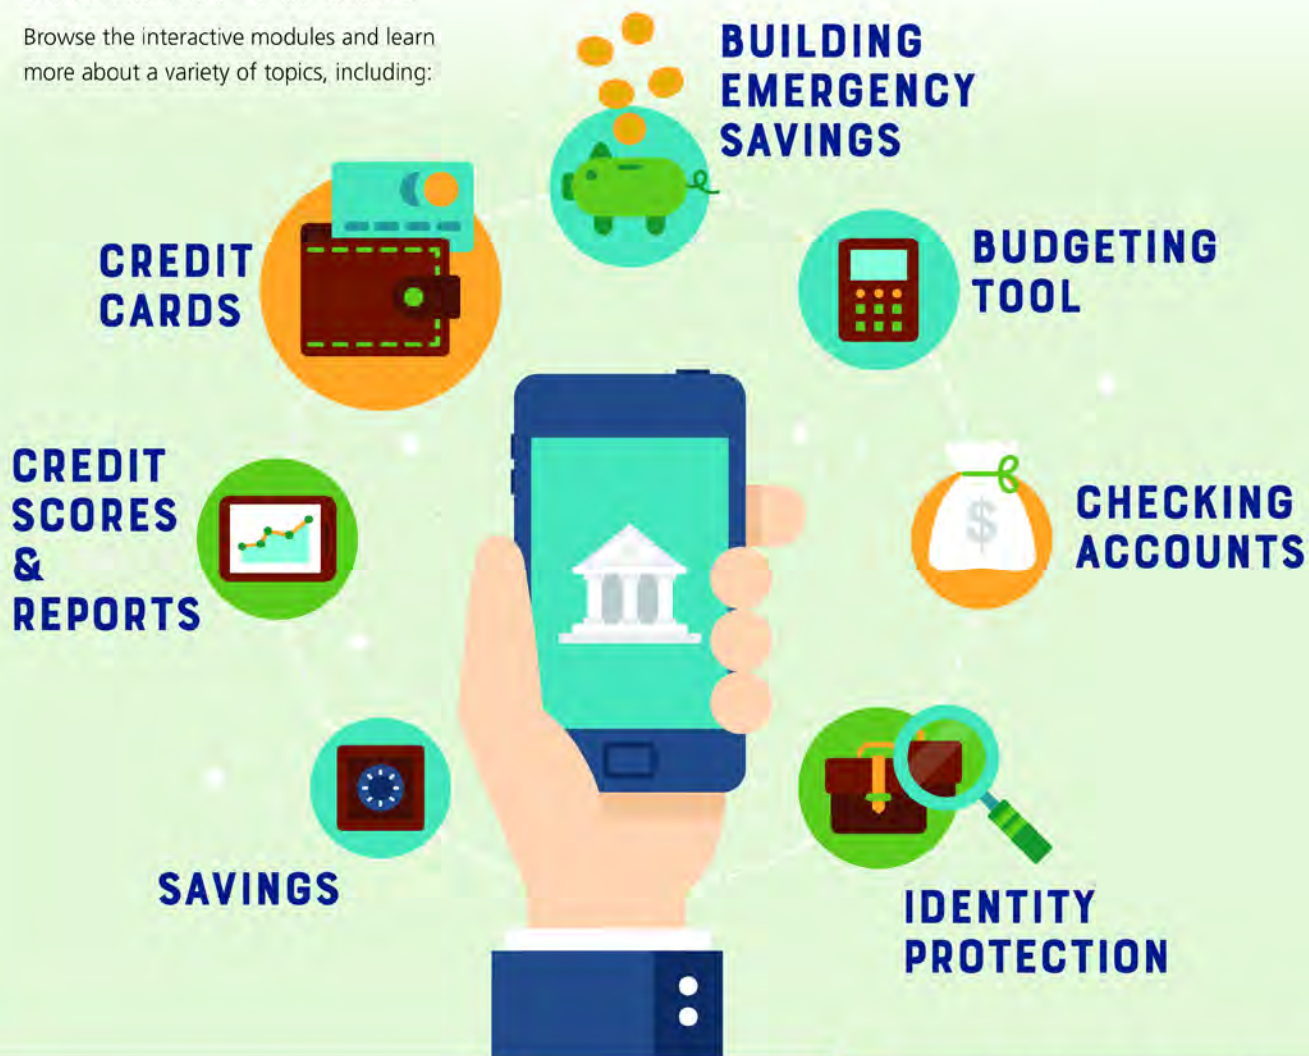 Browse the interactive modules and learn
more about a variety of topics, including:
BUILDING
EMERGENCY
SAVINGS
BUDGETING
TOOL
CHECKING
ACCOUNTS
IDENTITY
PROTECTION
SAVINGS
CREDIT
SCORES
&
REPORTS
CREDIT
CARDS
$